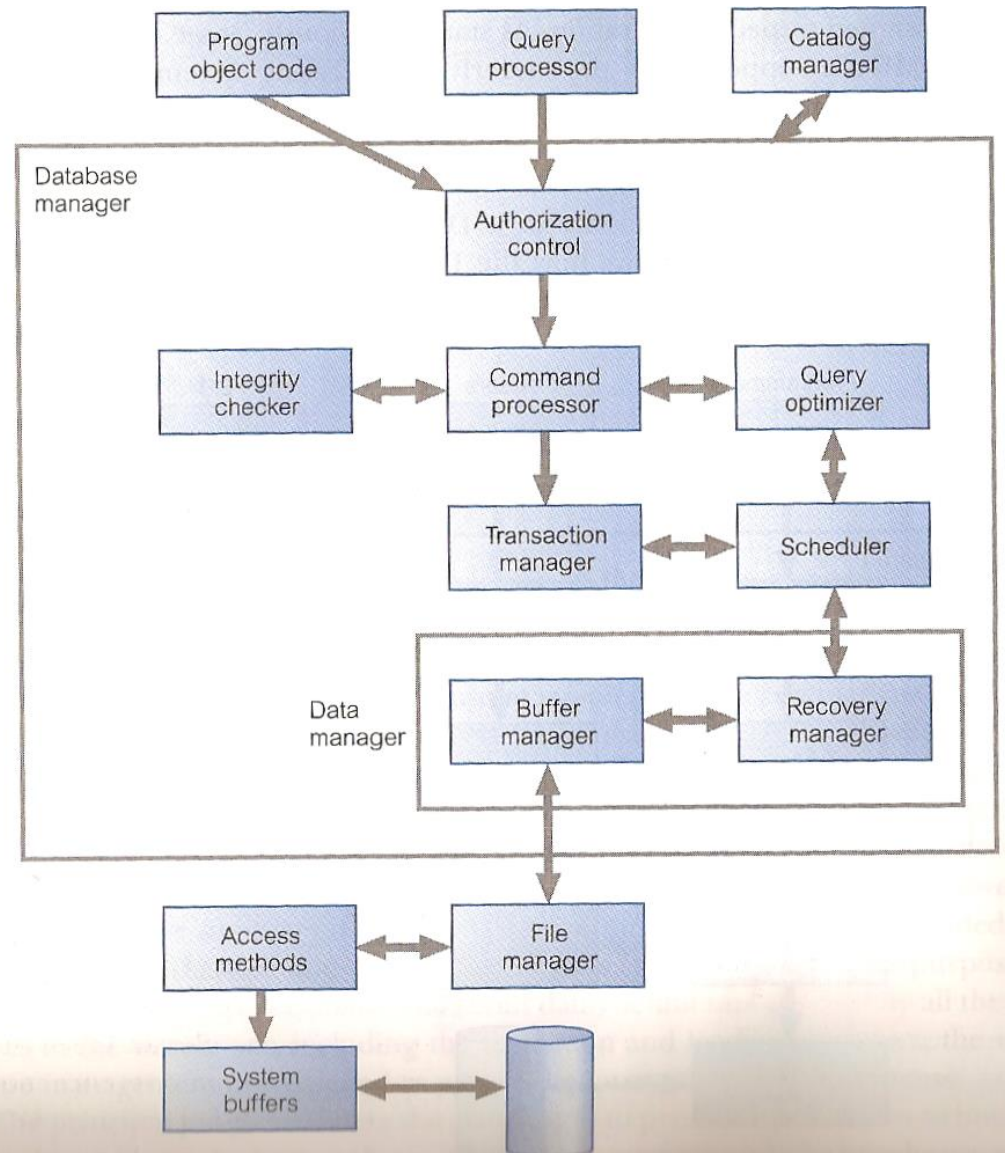 Program
object code
Query
processor
Catalog
manager
Database
manager
Authorization
control
Integrity
checker
Command
processor
Query
optimizer
Transaction
manager
Scheduler
Data
manager
Buffer
manager
Recovery
manager
Access
methods
File
manager
System
buffers